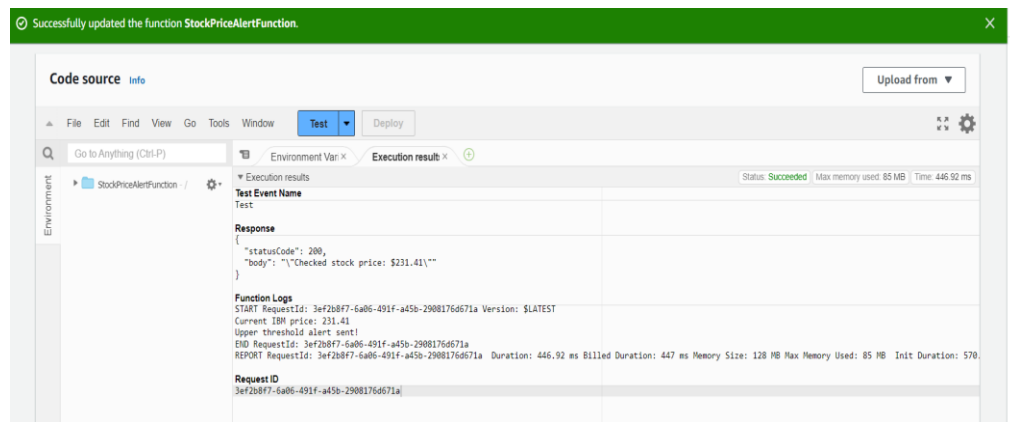 Successfully updated the function StockPriceAlertFunction.
Code source Info
Upload from ▼
File Edit Find View Go Tools Window Test Deploy
Go to Anything (Ctrl-P)
Environment Vari × Execution results ×
Environment
StockPriceAlertFunction - /
▼ Execution results
Status: Succeeded Max memory used: 85 MB Time: 446.92 ms
Test Event Name
Test
Response
{
"statusCode": 200,
"body": "\"Checked stock price: $231.41\""
}
Function Logs
START RequestId: 3ef2b8f7-6a06-491f-a45b-2908176d671a Version: $LATEST
Current IBM price: 231.41
Upper threshold alert sent!
END RequestId: 3ef2b8f7-6a06-491f-a45b-2908176d671a
REPORT RequestId: 3ef2b8f7-6a06-491f-a45b-2908176d671a Duration: 446.92 ms Billed Duration: 447 ms Memory Size: 128 MB Max Memory Used: 85 MB Init Duration: 570.
Request ID
3ef2b8f7-6a06-491f-a45b-2908176d671a